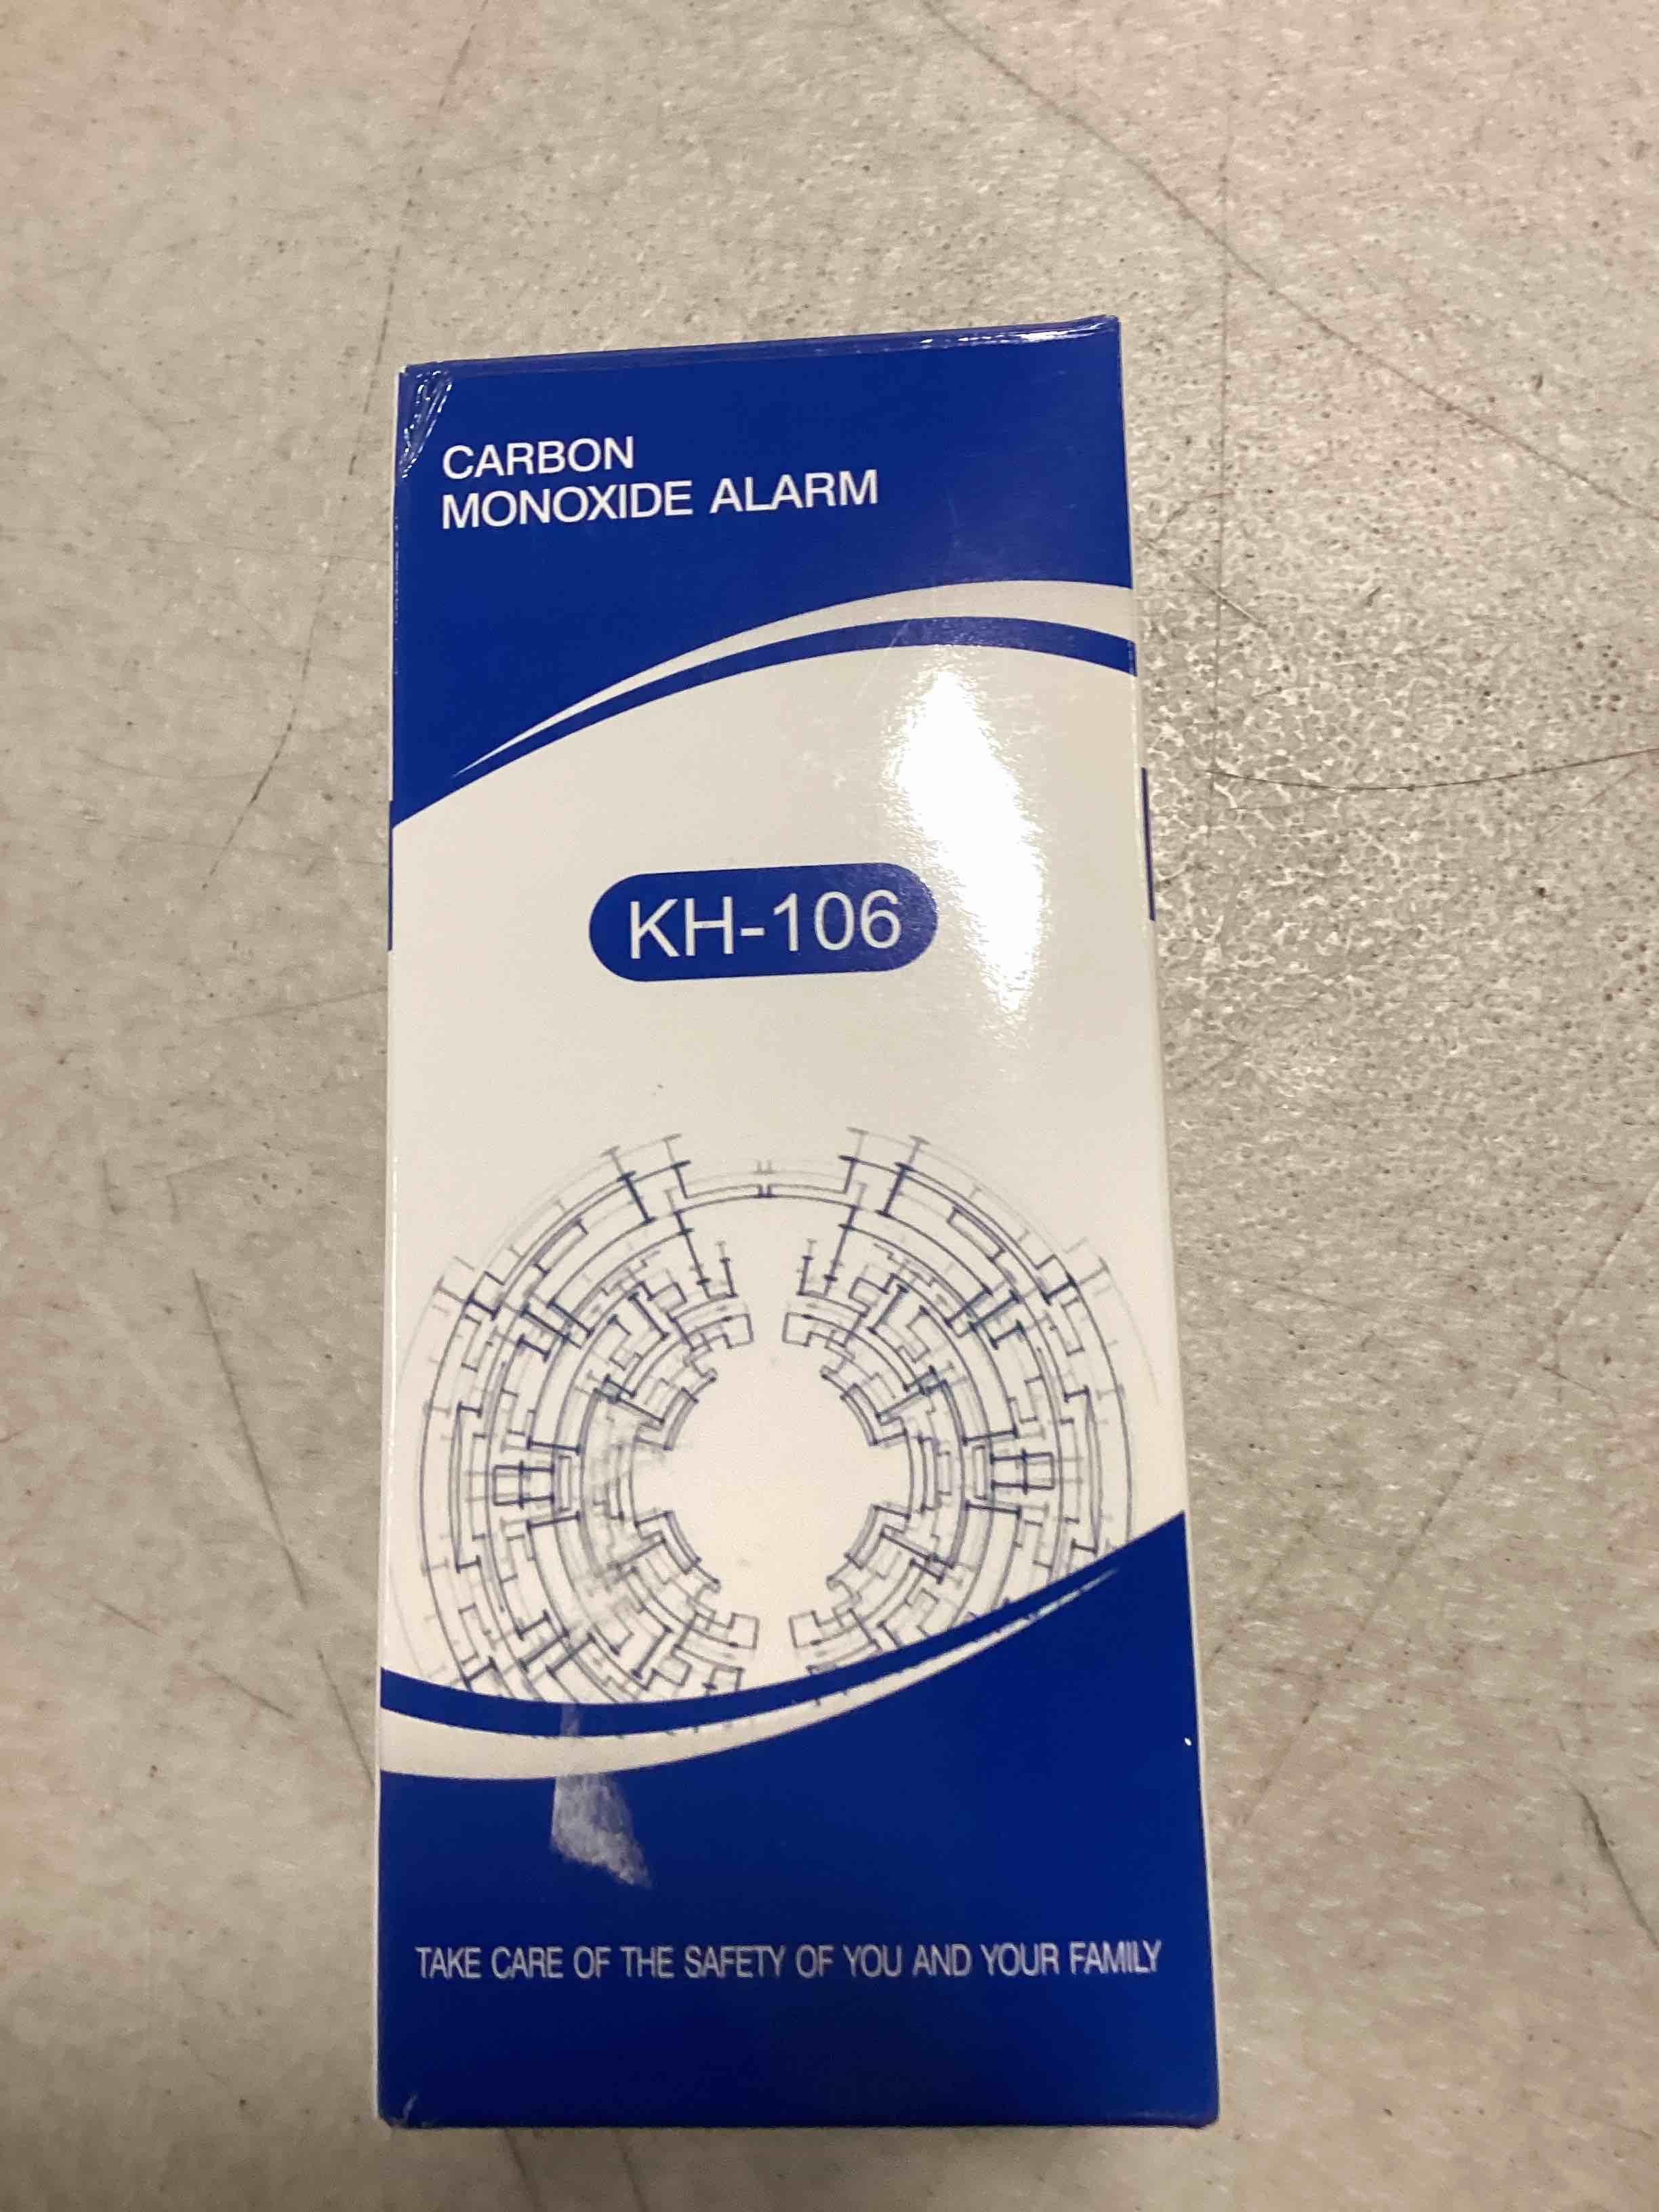 CARBON
MONOXIDE ALARM
KH-106
TAKE CARE OF THE SAFETY OF YOU AND YOUR FAMILY